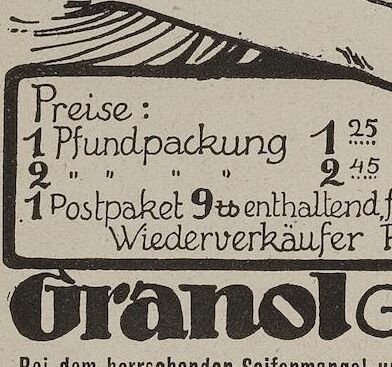 Preise:
1 Pfundpackung 1 25
2 " " " " 2 45
1 Postpaket 9 ℔ enthaltend, f
Wiederverkäufer P
Granol G
Bei dem herrschenden Seifenmangel u